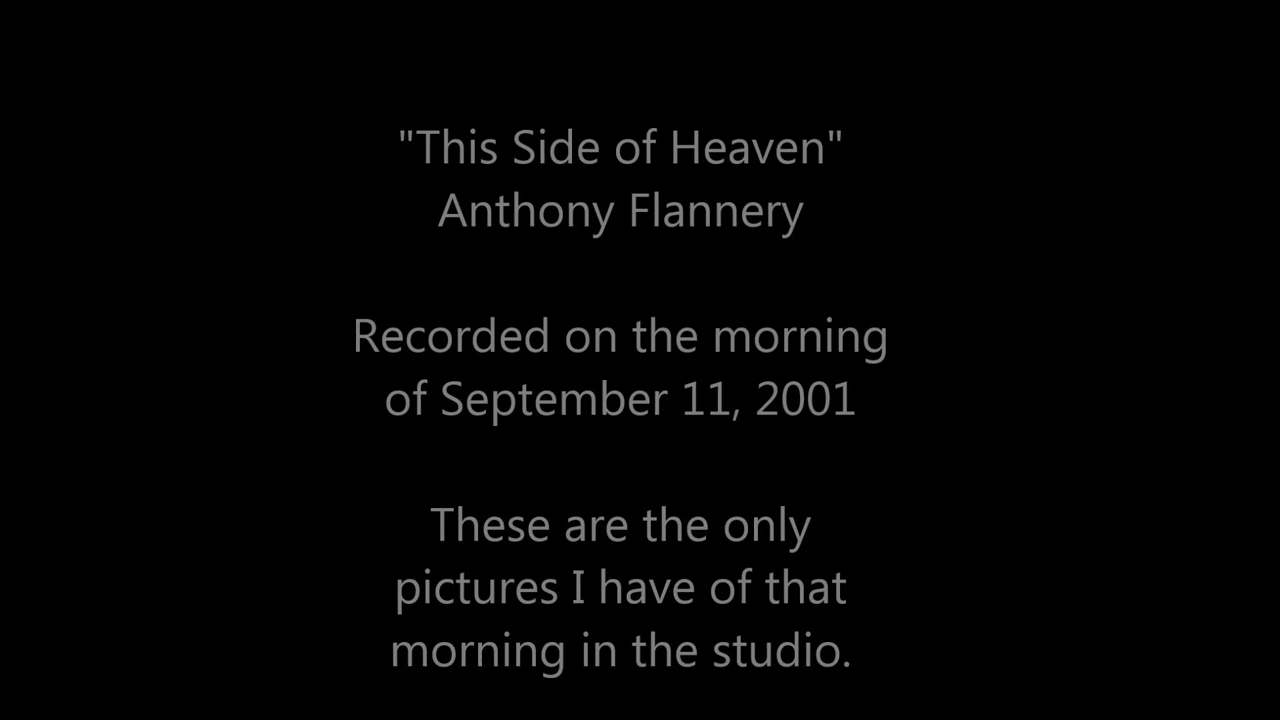 "This Side of Heaven"
Anthony Flannery
Recorded on the morning
of September 11, 2001
These are the only
pictures I have of that
morning in the studio.